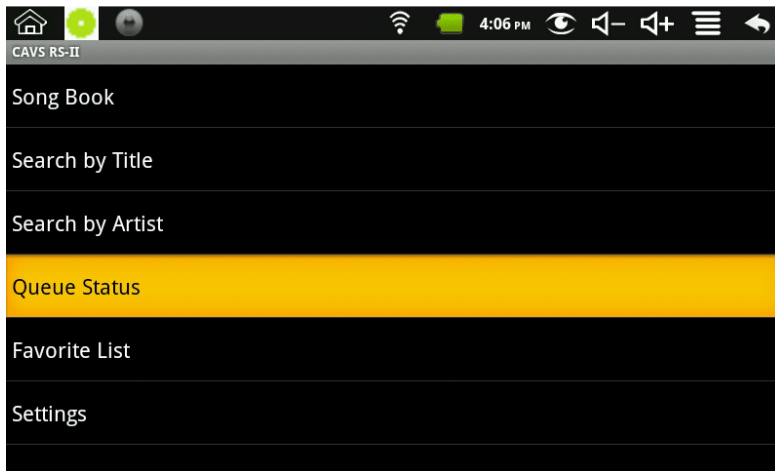 4:06 PM
CAVS RS-II
Song Book
Search by Title
Search by Artist
Queue Status
Favorite List
Settings